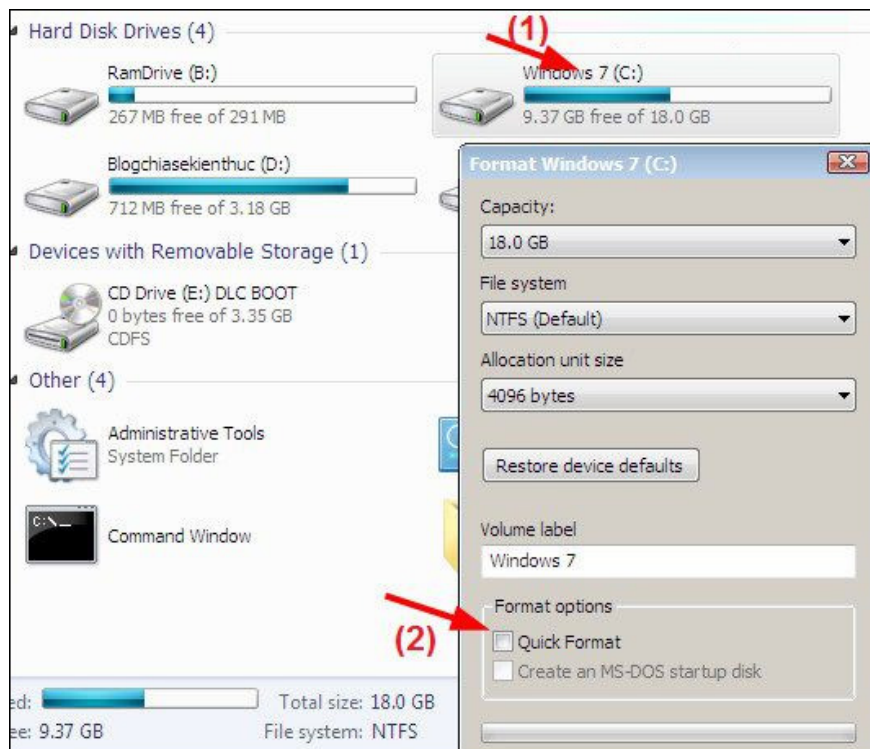 Hard Disk Drives (4)
(1)
RamDrive (B:)
267 MB free of 291 MB
Windows 7 (C:)
9.37 GB free of 18.0 GB
Blogchiasekienthuc (D:)
712 MB free of 3.18 GB
Devices with Removable Storage (1)
CD Drive (E:) DLC BOOT
0 bytes free of 3.35 GB
CDFS
Other (4)
Administrative Tools
System Folder
C:\_
Command Window
Format Windows 7 (C:)
Capacity:
18.0 GB
File system
NTFS (Default)
Allocation unit size
4096 bytes
Restore device defaults
Volume label
Windows 7
Format options
(2)
Quick Format
Create an MS-DOS startup disk
ed:
Total size: 18.0 GB
ee: 9.37 GB
File system: NTFS